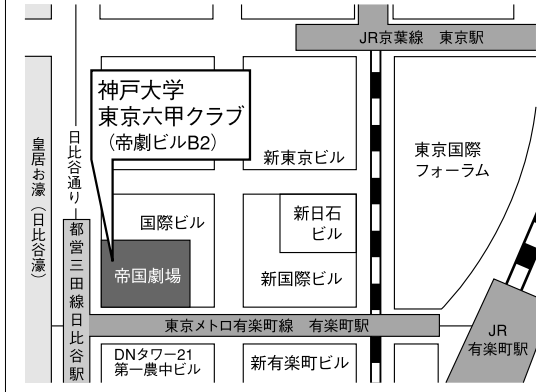 JR京葉線　東京駅
神戸大学
東京六甲クラブ
（帝劇ビルB2）
皇居お濠（日比谷濠）
日比谷通り
新東京ビル
東京国際
フォーラム
国際ビル
新日石
ビル
都営三田線日比谷駅
帝国劇場
新国際ビル
東京メトロ有楽町線　有楽町駅
JR
有楽町駅
DNタワー21
第一農中ビル
新有楽町ビル